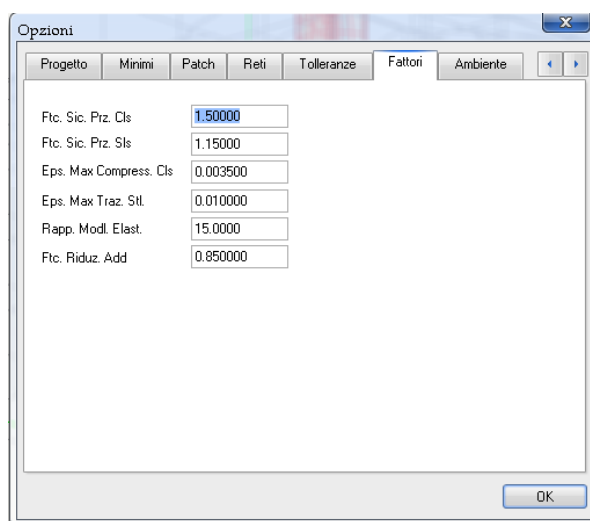 Opzioni
Progetto Minimi Patch Reti Tolleranze Fattori Ambiente
Ftc. Sic. Prz. Cls 1.50000
Ftc. Sic. Prz. Sls 1.15000
Eps. Max Compress. Cls 0.003500
Eps. Max Traz. Stl. 0.010000
Rapp. Modl. Elast. 15.0000
Ftc. Riduz. Add 0.850000
OK